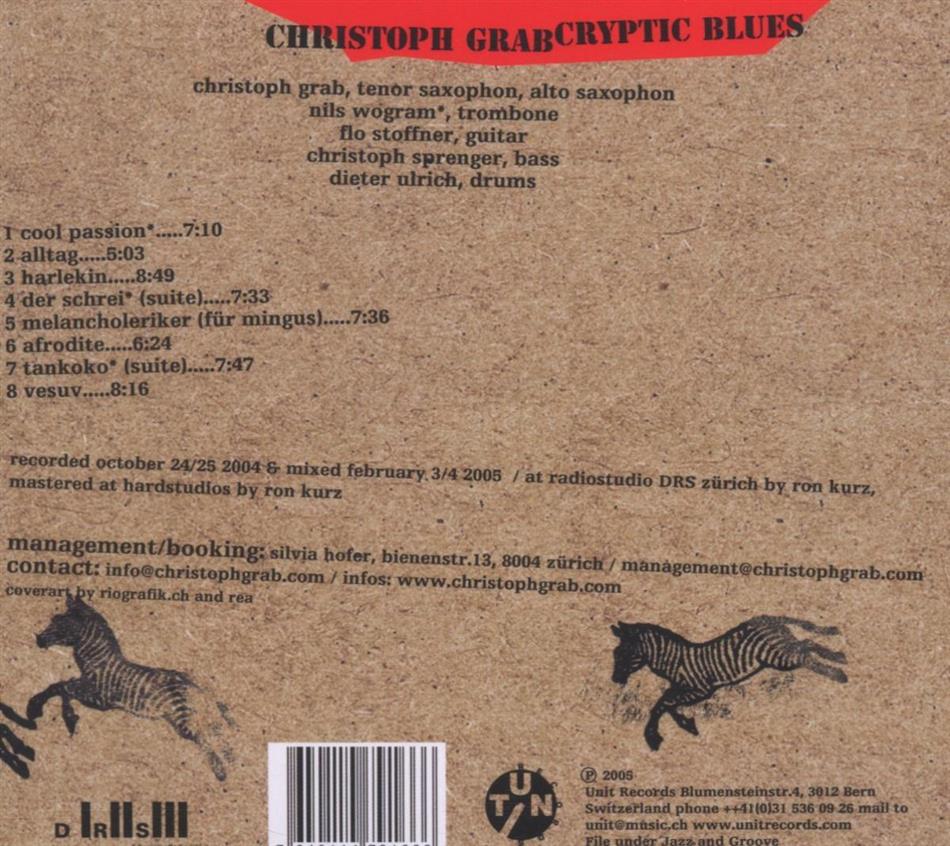 CHRISTOPH GRAB CRYPTIC BLUES
christoph grab, tenor saxophon, alto saxophon
nils wogram*, trombone
flo stoffner, guitar
christoph sprenger, bass
dieter ulrich, drums
1 cool passion*.....7:10
2 alltag.....5:03
3 harlekin.....8:49
4 der schrei* (suite).....7:33
5 melancholeriker (für mingus).....7:36
6 afrodite.....6:24
7 tankoko* (suite).....7:47
8 vesuv.....8:16
recorded october 24/25 2004 & mixed february 3/4 2005 / at radiostudio DRS zürich by ron kurz,
mastered at hardstudios by ron kurz
management/booking: silvia hofer, bienenstr.13, 8004 zürich / management@christophgrab.com
contact: info@christophgrab.com / infos: www.christophgrab.com
coverart by riografik.ch and rea
D R S
UNIT
℗ 2005
Unit Records Blumensteinstr.4, 3012 Bern
Switzerland phone ++41(0)31 536 09 26 mail to
unit@music.ch www.unitrecords.com
File under Jazz and Groove